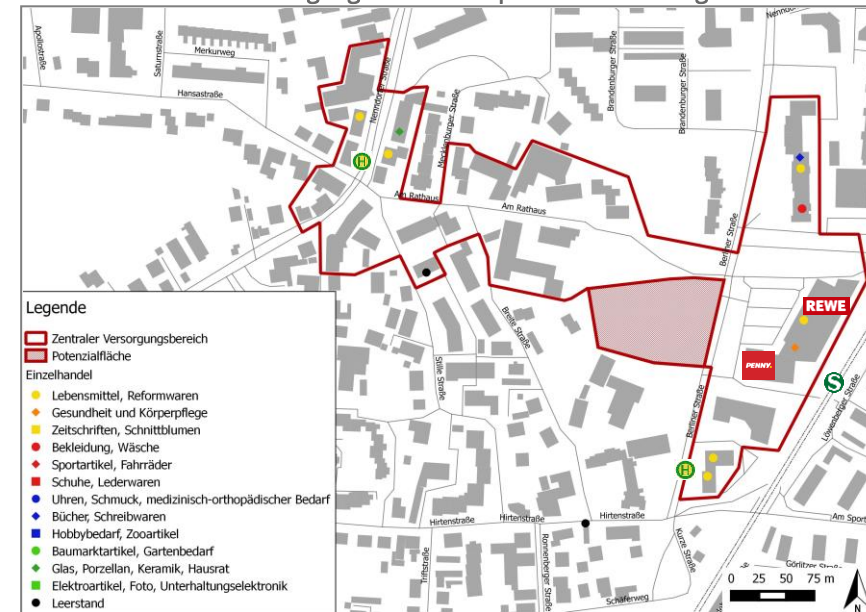 Apollostraße
Saturnstraße
Merkurweg
Hansastraße
Nenndorfer Straße
Mecklenburger Straße
Brandenburger Straße
Brandenburger Straße
H
Am Rathaus
Am Rathaus
Berliner Straße
REWE
PENNY.
S
Löwenberger Straße
Breite Straße
Stille Straße
Berliner Straße
H
Hirtenstraße
Hirtenstraße
Hirtenstraße
Kurze Straße
Triftstraße
Ronnenberger Straße
Schäferweg
Görlitzer Straße
0 25 50 75 m
Legende
Zentraler Versorgungsbereich
Potenzialfläche
Einzelhandel
Lebensmittel, Reformwaren
Gesundheit und Körperpflege
Zeitschriften, Schnittblumen
Bekleidung, Wäsche
Sportartikel, Fahrräder
Schuhe, Lederwaren
Uhren, Schmuck, medizinisch-orthopädischer Bedarf
Bücher, Schreibwaren
Hobbybedarf, Zooartikel
Baumarktartikel, Gartenbedarf
Glas, Porzellan, Keramik, Hausrat
Elektroartikel, Foto, Unterhaltungselektronik
Leerstand